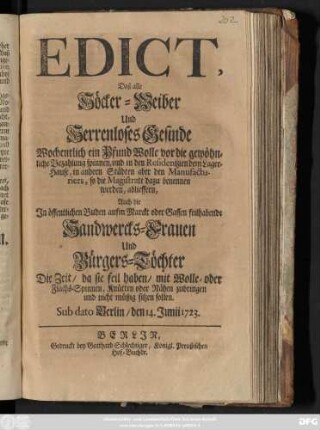 EDICT,
Daß alle
Höcker-Weiber
Und
Herrenloses Gesinde
Wochentlich ein Pfund Wolle vor die gewöhn-
liche Bezahlung spinnen, und in den Residentzien dem Lager-
Hause, in andern Städten aber den Manufactu-
riers, so die Magistrate dazu benennen
werden, abliefern,
Auch die
In öffentlichen Buden aufm Marckt oder Gassen feilhabende
Handwercks-Frauen
Und
Bürgers-Töchter
Die Zeit/ da sie feil haben/ mit Wolle- oder
Flachs-Spinnen, Knütten oder Nähen zubringen
und nicht müßig sitzen sollen.
Sub dato Berlin/ den 14. Junii 1723.
BERLIN,
Gedruckt bey Gotthard Schlechtiger, Königl. Preußischen
Hof-Buchdr.